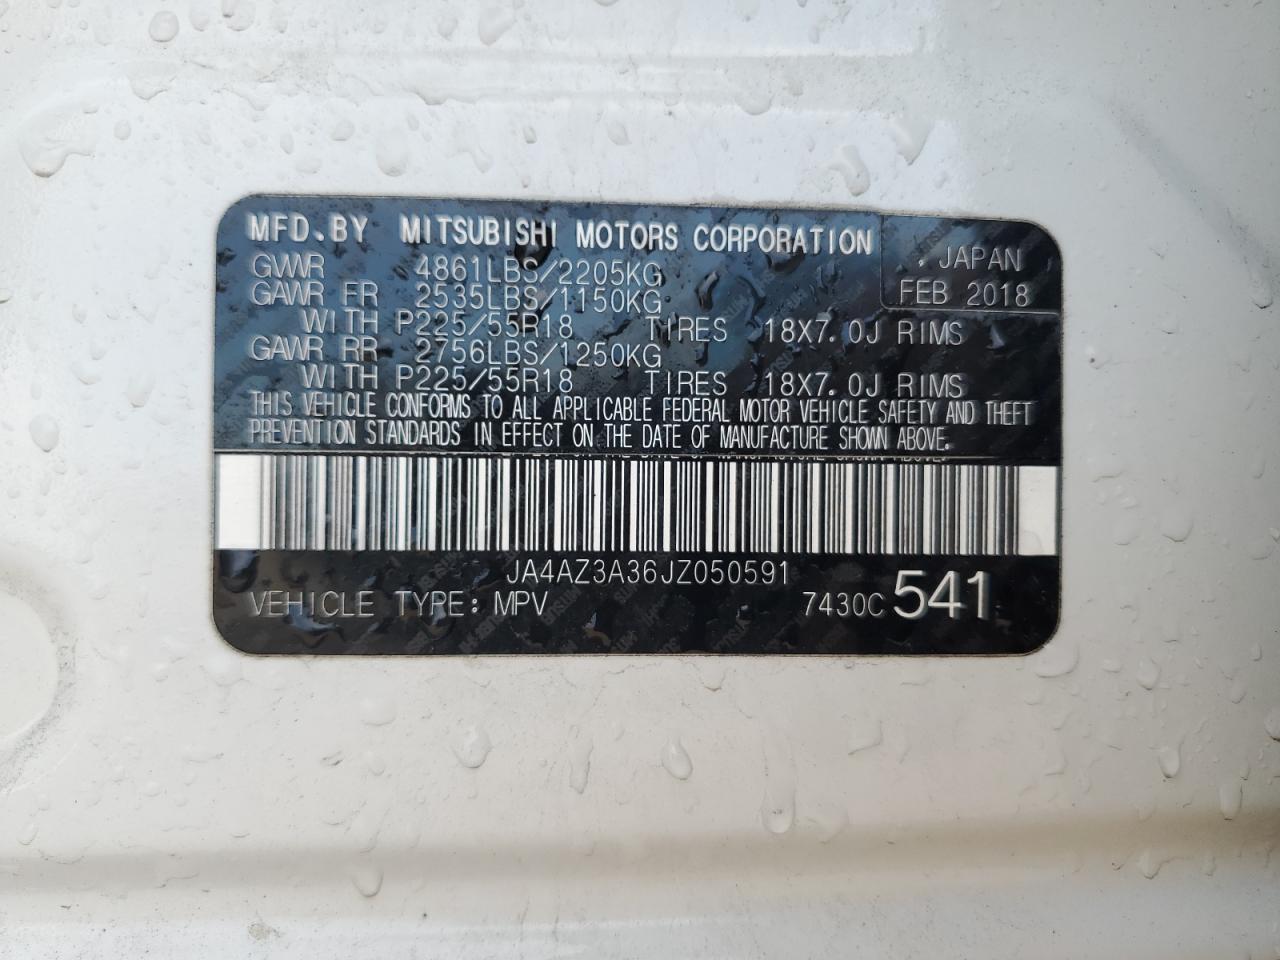 MFD.BY MITSUBISHI MOTORS CORPORATION
, JAPAN
FEB 2018
GVWR 4861LBS/2205KG
GAWR FR 2535LBS/1150KG
WITH P225/55R18 TIRES 18X7.0J RIMS
GAWR RR 2756LBS/1250KG
WITH P225/55R18 TIRES 18X7.0J RIMS
THIS VEHICLE CONFORMS TO ALL APPLICABLE FEDERAL MOTOR VEHICLE SAFETY AND THEFT
PREVENTION STANDARDS IN EFFECT ON THE DATE OF MANUFACTURE SHOWN ABOVE.
JA4AZ3A36JZ050591
VEHICLE TYPE: MPV 7430C 541